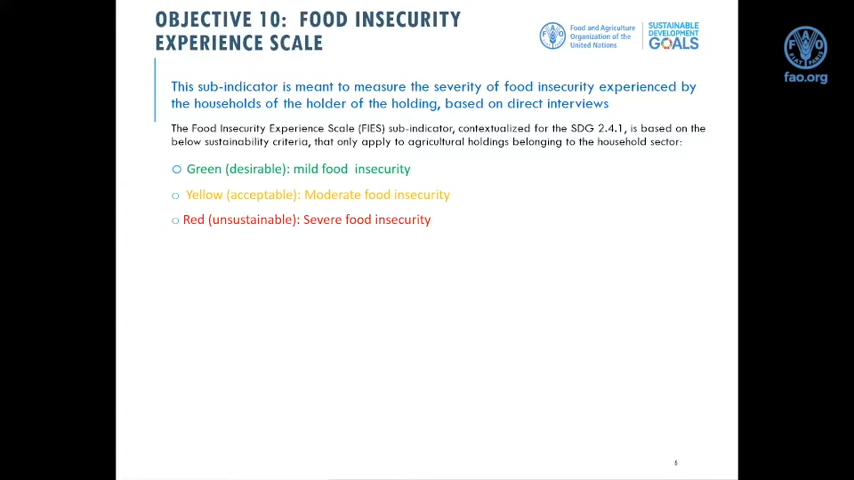 OBJECTIVE 10: FOOD INSECURITY
EXPERIENCE SCALE
Food and Agriculture
Organization of the
United Nations
SUSTAINABLE
DEVELOPMENT
GOALS
FAO
FIAT PANIS
fao.org
This sub-indicator is meant to measure the severity of food insecurity experienced by
the households of the holder of the holding, based on direct interviews
The Food Insecurity Experience Scale (FIES) sub-indicator, contextualized for the SDG 2.4.1, is based on the
below sustainability criteria, that only apply to agricultural holdings belonging to the household sector:
Green (desirable): mild food insecurity
Yellow (acceptable): Moderate food insecurity
Red (unsustainable): Severe food insecurity
6